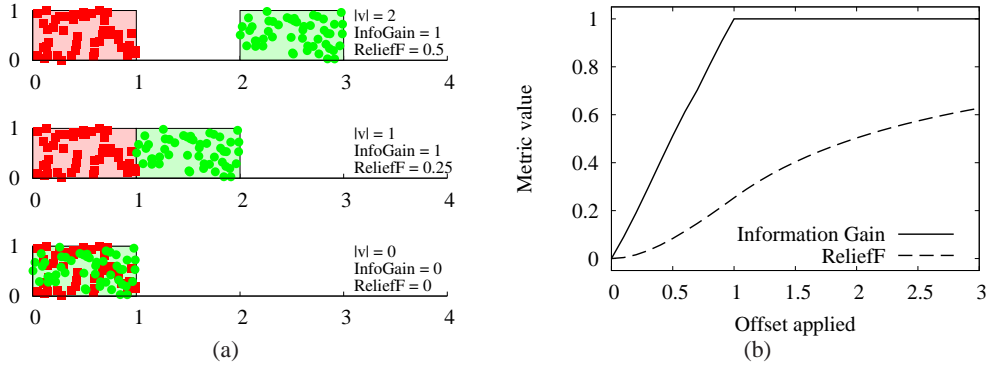 1
0
0 1 2 3 4
|v| = 2
InfoGain = 1
ReliefF = 0.5
1
0
0 1 2 3 4
|v| = 1
InfoGain = 1
ReliefF = 0.25
1
0
0 1 2 3 4
|v| = 0
InfoGain = 0
ReliefF = 0
(a)
Metric value
1
0.8
0.6
0.4
0.2
0
0 0.5 1 1.5 2 2.5 3
Offset applied
Information Gain
ReliefF
(b)